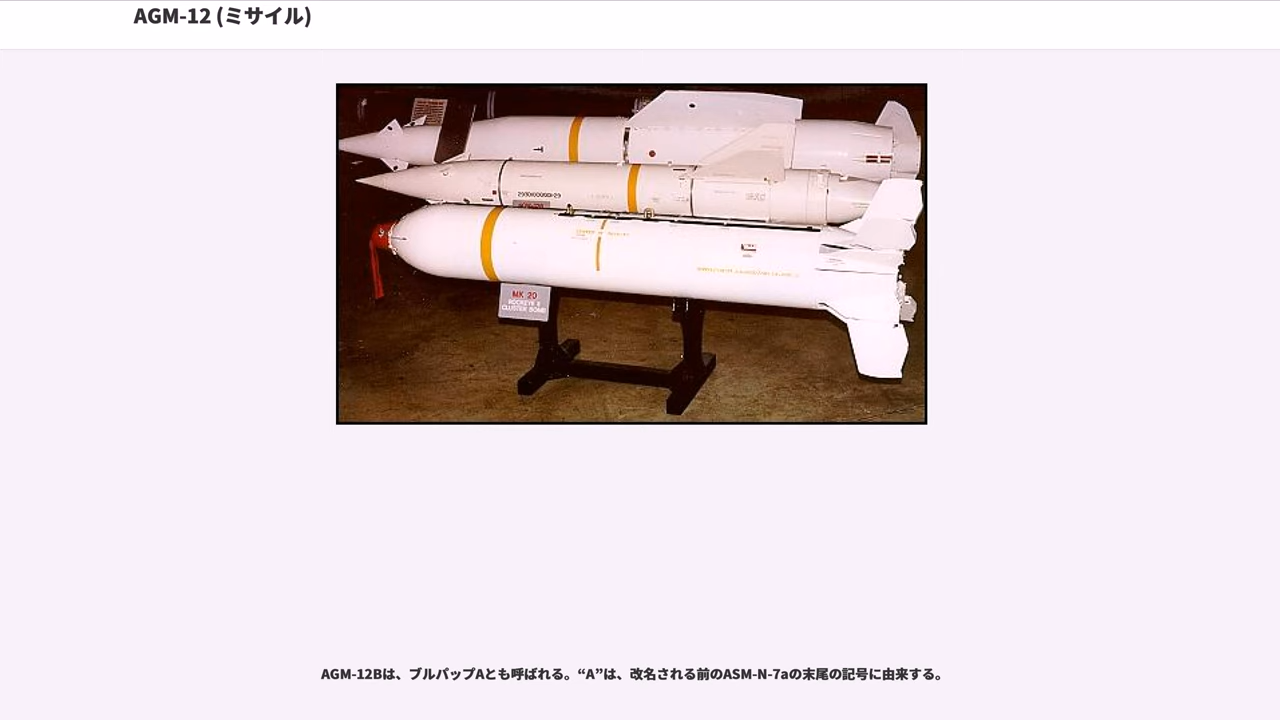 AGM-12 (ミサイル)
MK 20
ROCKEYE II
CLUSTER BOMB
AGM-12Bは、ブルパップAとも呼ばれる。“A”は、改名される前のASM-N-7aの末尾の記号に由来する。